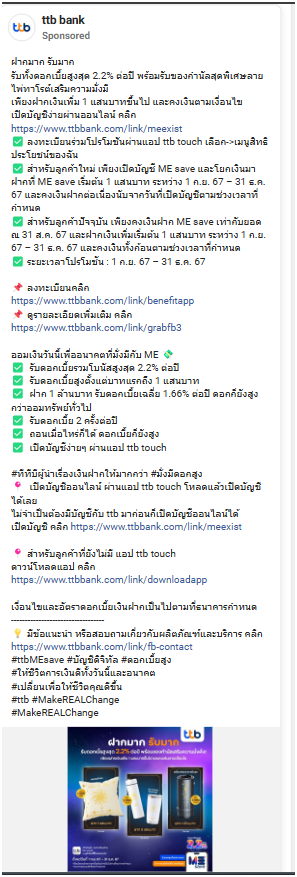 ttb
ttb bank
Sponsored
ฝากมาก รับมาก
รับทั้งดอกเบี้ยสูงสุด 2.2% ต่อปี พร้อมรับของกำนัลสุดพิเศษลาย
ไพ่ทาโรต์เสริมความมั่งมี
เพียงฝากเงินเพิ่ม 1 แสนบาทขึ้นไป และคงเงินตามเงื่อนไข
เปิดบัญชีง่ายผ่านออนไลน์ คลิก
https://www.ttbbank.com/link/meexist
✅ ลงทะเบียนร่วมโปรโมชันผ่านแอป ttb touch เลือก->เมนูสิทธิ
ประโยชน์ของฉัน
✅ สำหรับลูกค้าใหม่ เพียงเปิดบัญชี ME save และโยกเงินมา
ฝากที่ ME save เริ่มต้น 1 แสนบาท ระหว่าง 1 ก.ย. 67 – 31 ธ.ค.
67 และคงเงินฝากต่อเนื่องนับจากวันที่เปิดบัญชีตามช่วงเวลาที่
กำหนด
✅ สำหรับลูกค้าปัจจุบัน เพียงคงเงินฝาก ME save เท่ากับยอด
ณ 31 ส.ค. 67 และฝากเงินเพิ่มเริ่มต้น 1 แสนบาท ระหว่าง 1 ก.ย.
67 – 31 ธ.ค. 67 และคงเงินทั้งก้อนตามช่วงเวลาที่กำหนด
✅ ระยะเวลาโปรโมชัน : 1 ก.ย. 67 – 31 ธ.ค. 67
📌 ลงทะเบียนคลิก
https://www.ttbbank.com/link/benefitapp
📌 ดูรายละเอียดเพิ่มเติม คลิก
https://www.ttbbank.com/link/grabfb3
ออมเงินวันนี้เพื่ออนาคตที่มั่งมีกับ ME 💸
✅ รับดอกเบี้ยรวมโบนัสสูงสุด 2.2% ต่อปี
✅ รับดอกเบี้ยสูงตั้งแต่บาทแรกถึง 1 แสนบาท
✅ ฝาก 1 ล้านบาท รับดอกเบี้ยเฉลี่ย 1.66% ต่อปี ดอกก็ยังสูง
กว่าออมทรัพย์ทั่วไป
✅ รับดอกเบี้ย 2 ครั้งต่อปี
✅ ถอนเมื่อไหร่ก็ได้ ดอกเบี้ยก็ยังสูง
✅ เปิดบัญชีง่ายๆ ผ่านแอป ttb touch
#ทีทีบีผู้นำเรื่องเงินฝากให้มากกว่า #มั่งมีดอกสูง
📍 เปิดบัญชีออนไลน์ ผ่านแอป ttb touch โหลดแล้วเปิดบัญชี
ได้เลย
ไม่จำเป็นต้องมีบัญชีกับ ttb มาก่อนก็เปิดบัญชีออนไลน์ได้
เปิดบัญชี คลิก https://www.ttbbank.com/link/meexist
📍 สำหรับลูกค้าที่ยังไม่มี แอป ttb touch
ดาวน์โหลดแอป คลิก
https://www.ttbbank.com/link/downloadapp
เงื่อนไขและอัตราดอกเบี้ยเงินฝากเป็นไปตามที่ธนาคารกำหนด
--------------------------------
💡 มีข้อแนะนำ หรือสอบถามเกี่ยวกับผลิตภัณฑ์และบริการ คลิก
https://www.ttbbank.com/link/fb-contact
#ttbMEsave #บัญชีดิจิทัล #ดอกเบี้ยสูง
#ให้ชีวิตการเงินดีทั้งวันนี้และอนาคต
#เปลี่ยนเพื่อให้ชีวิตคุณดีขึ้น
#ttb #MakeREALChange
#MakeREALChange
ttb
ฝากมาก รับมาก
รับดอกเบี้ยสูงสุด 2.2% ต่อปี
ME